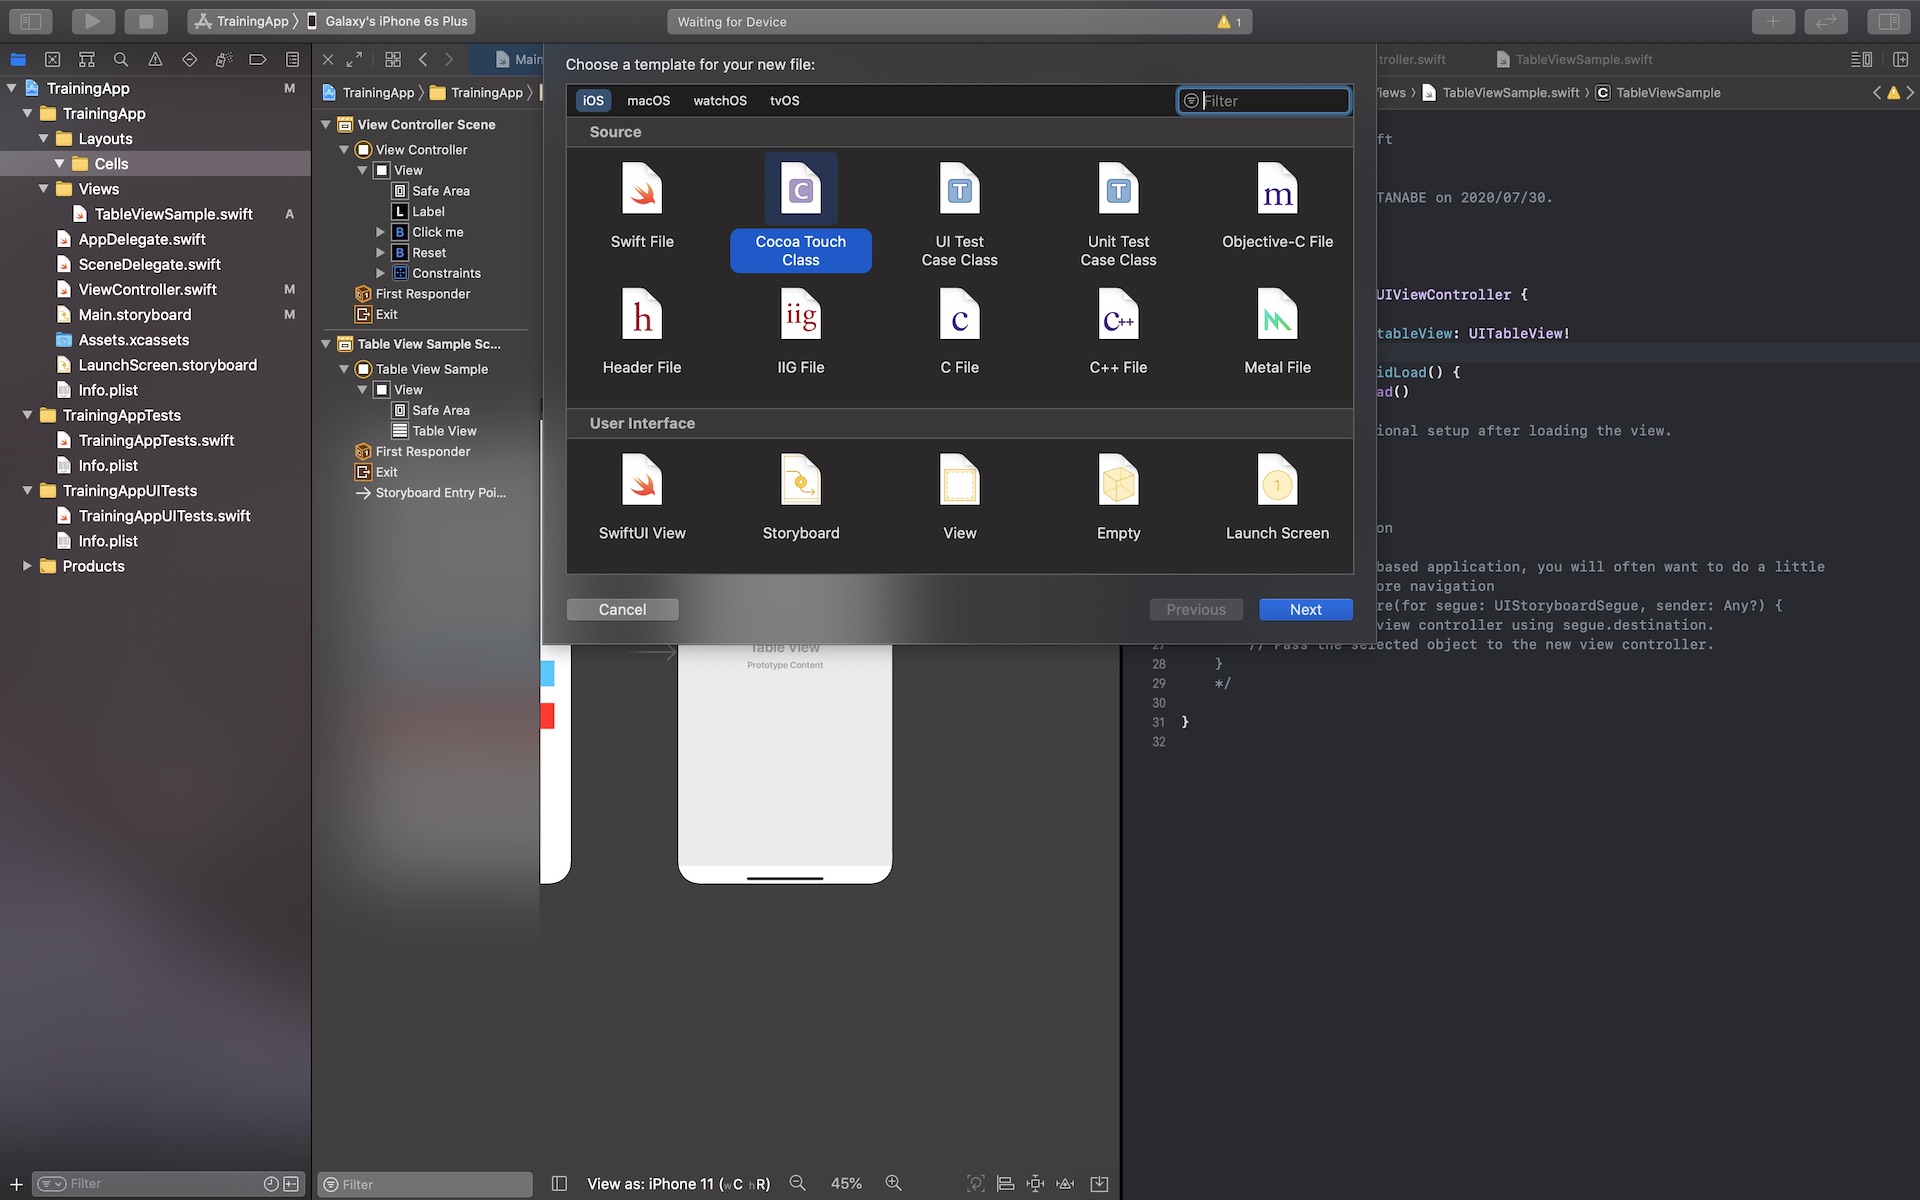 TrainingApp
Galaxy's iPhone 6s Plus
Waiting for Device
1
TrainingApp
M
TrainingApp
Layouts
Cells
Views
TableViewSample.swift
A
AppDelegate.swift
SceneDelegate.swift
ViewController.swift
M
Main.storyboard
M
Assets.xcassets
LaunchScreen.storyboard
Info.plist
TrainingAppTests
TrainingAppTests.swift
Info.plist
TrainingAppUITests
TrainingAppUITests.swift
Info.plist
Products
Filter
Main
TrainingApp
TrainingApp
View Controller Scene
View Controller
View
Safe Area
L Label
B Click me
B Reset
Constraints
First Responder
Exit
Table View Sample Sc...
Table View Sample
View
Safe Area
Table View
First Responder
Exit
Storyboard Entry Poi...
Filter
Choose a template for your new file:
iOS
macOS
watchOS
tvOS
Filter
Source
Swift File
C
Cocoa Touch
Class
T
UI Test
Case Class
T
Unit Test
Case Class
m
Objective-C File
h
Header File
iig
IIG File
c
C File
C++
C++ File
Metal File
User Interface
SwiftUI View
Storyboard
View
Empty
1
Launch Screen
Cancel
Previous
Next
Table View
Prototype Content
View as: iPhone 11 (wC hR)
45%
troller.swift
TableViewSample.swift
iews
TableViewSample.swift
C TableViewSample
ft
TANABE on 2020/07/30.
UIViewController {
tableView: UITableView!
idLoad() {
ad()
ional setup after loading the view.
on
based application, you will often want to do a little
ore navigation
re(for segue: UIStoryboardSegue, sender: Any?) {
view controller using segue.destination.
27 // Pass the selected object to the new view controller.
28 }
29 */
30
31 }
32